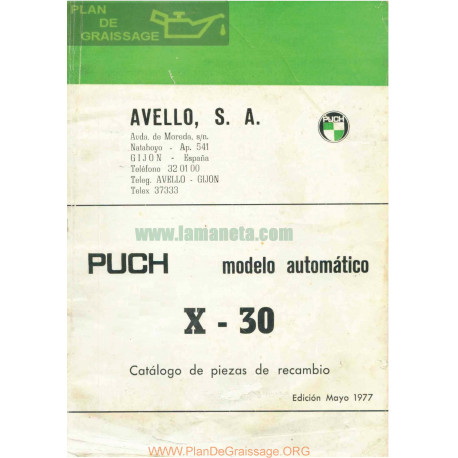 PLAN DE
GRAISSAGE
AVELLO, S. A.
Avda. de Moreda, s/n.
Natahoyo - Ap. 541
GIJON - España
Teléfono 32 01 00
Teleg. AVELLO - GIJON
Telex 37333
PUCH
www.lamaneta.com
PUCH modelo automático
X - 30
Catálogo de piezas de recambio
Edición Mayo 1977
www.PlanDeGraissage.ORG